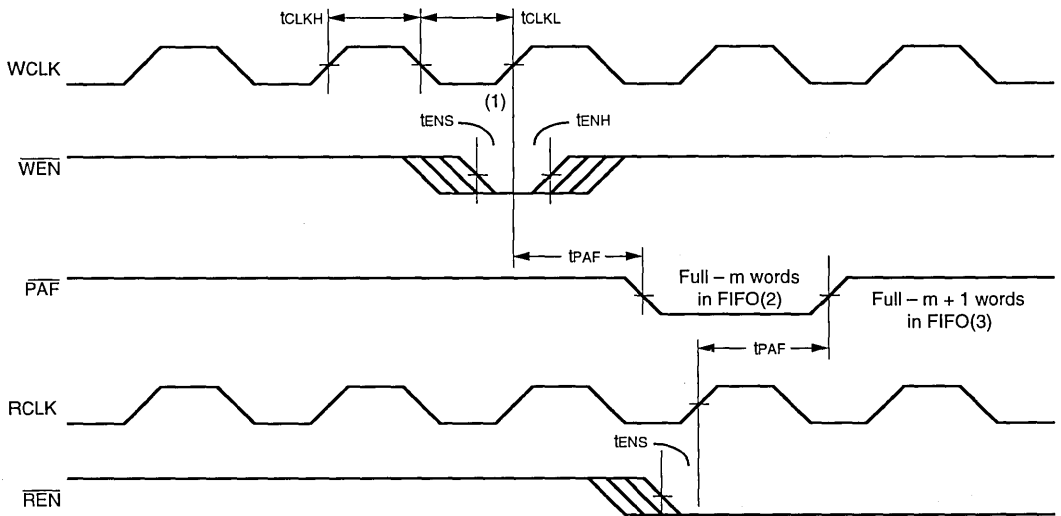 tCLKH
tCLKL
WCLK
(1)
tENS
tENH
WEN
tPAF
PAF
Full – m words
in FIFO(2)
Full – m + 1 words
in FIFO(3)
tPAF
RCLK
tENS
REN